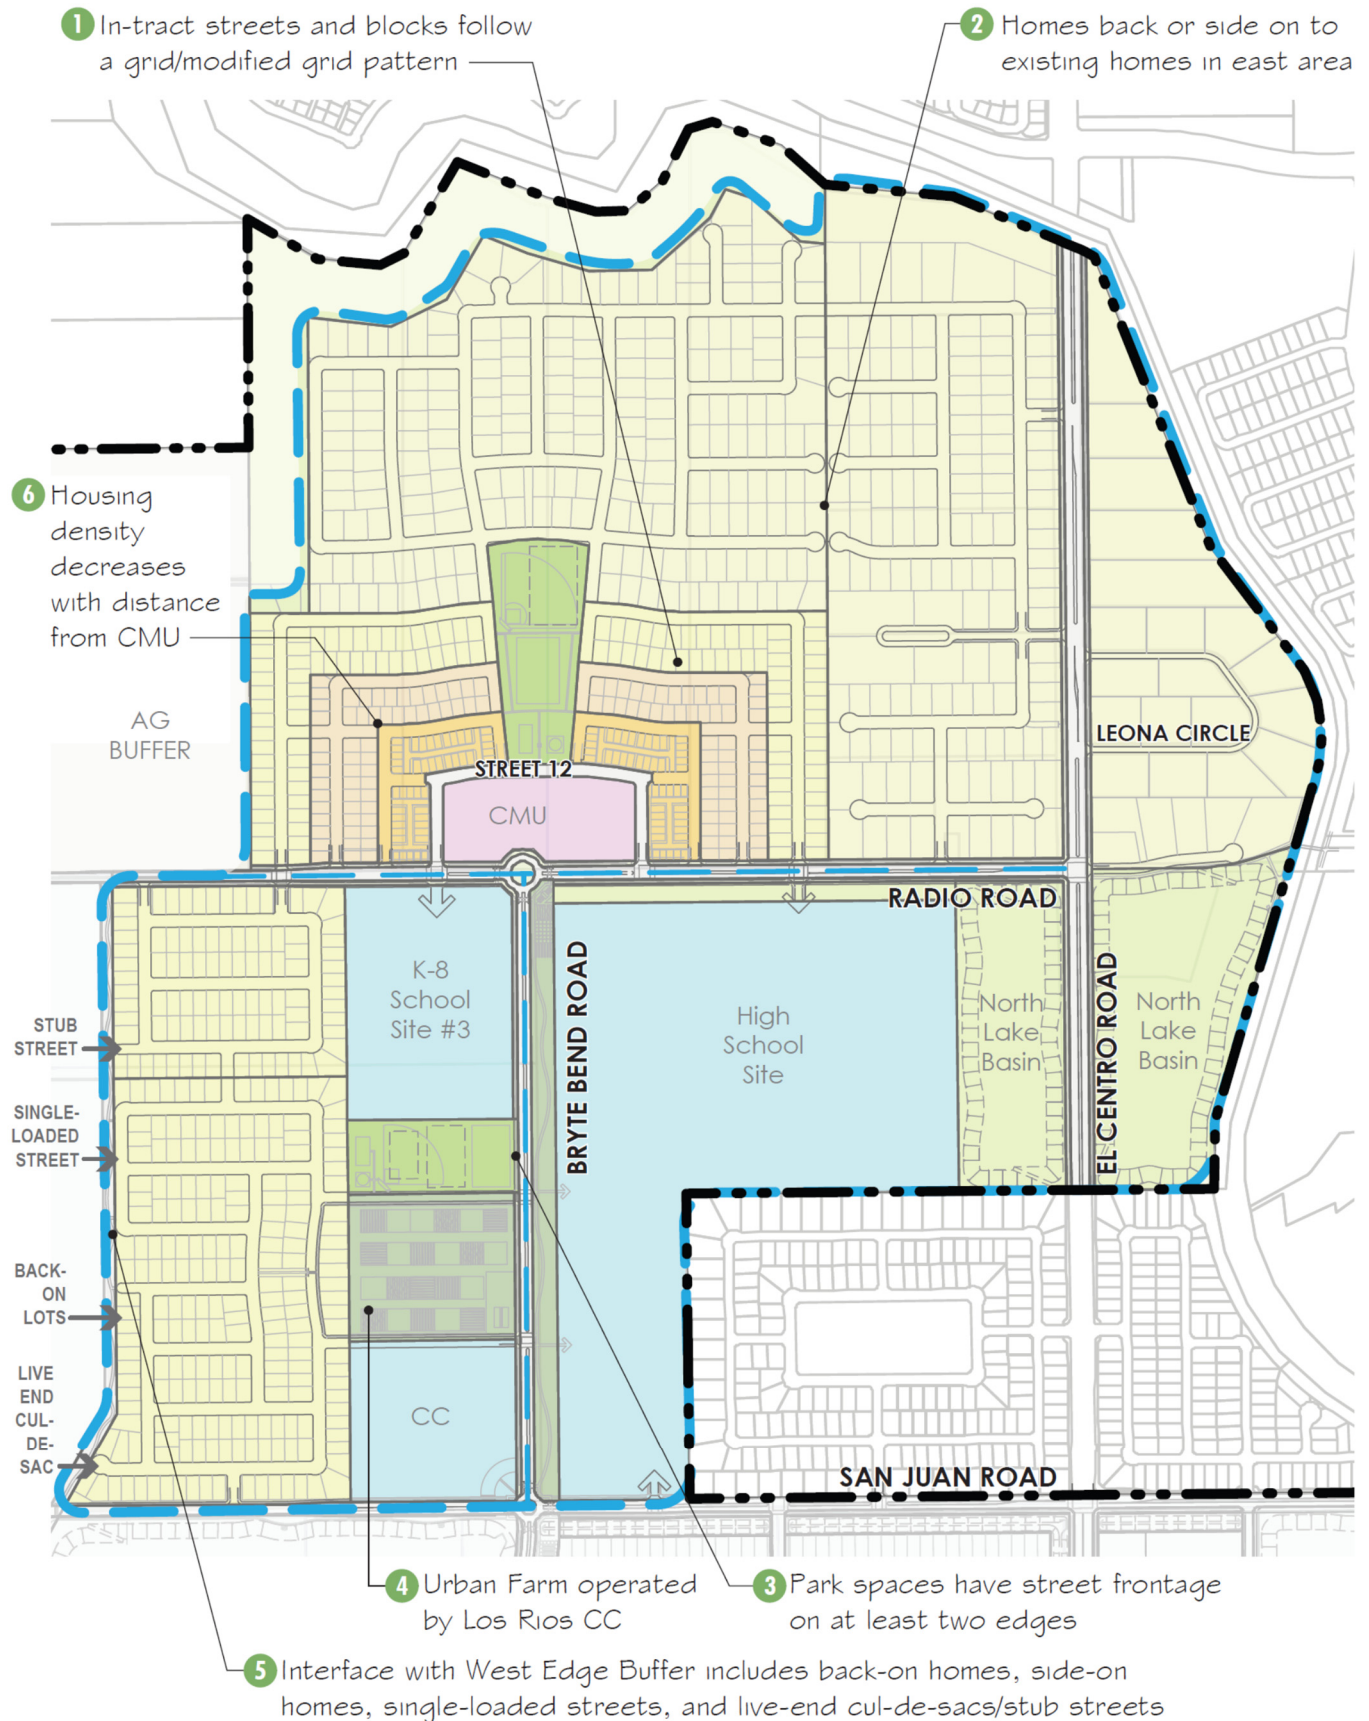 1 In-tract streets and blocks follow
a grid/modified grid pattern
2 Homes back or side on to
existing homes in east area
6 Housing
density
decreases
with distance
from CMU
AG
BUFFER
LEONA CIRCLE
STREET 12
CMU
RADIO ROAD
K-8
School
Site #3
BRYTE BEND ROAD
High
School
Site
North
Lake
Basin
EL CENTRO ROAD
North
Lake
Basin
STUB
STREET
SINGLE-
LOADED
STREET
BACK-
ON
LOTS
LIVE
END
CUL-
DE-
SAC
CC
SAN JUAN ROAD
4 Urban Farm operated
by Los Rios CC
3 Park spaces have street frontage
on at least two edges
5 Interface with West Edge Buffer includes back-on homes, side-on
homes, single-loaded streets, and live-end cul-de-sacs/stub streets